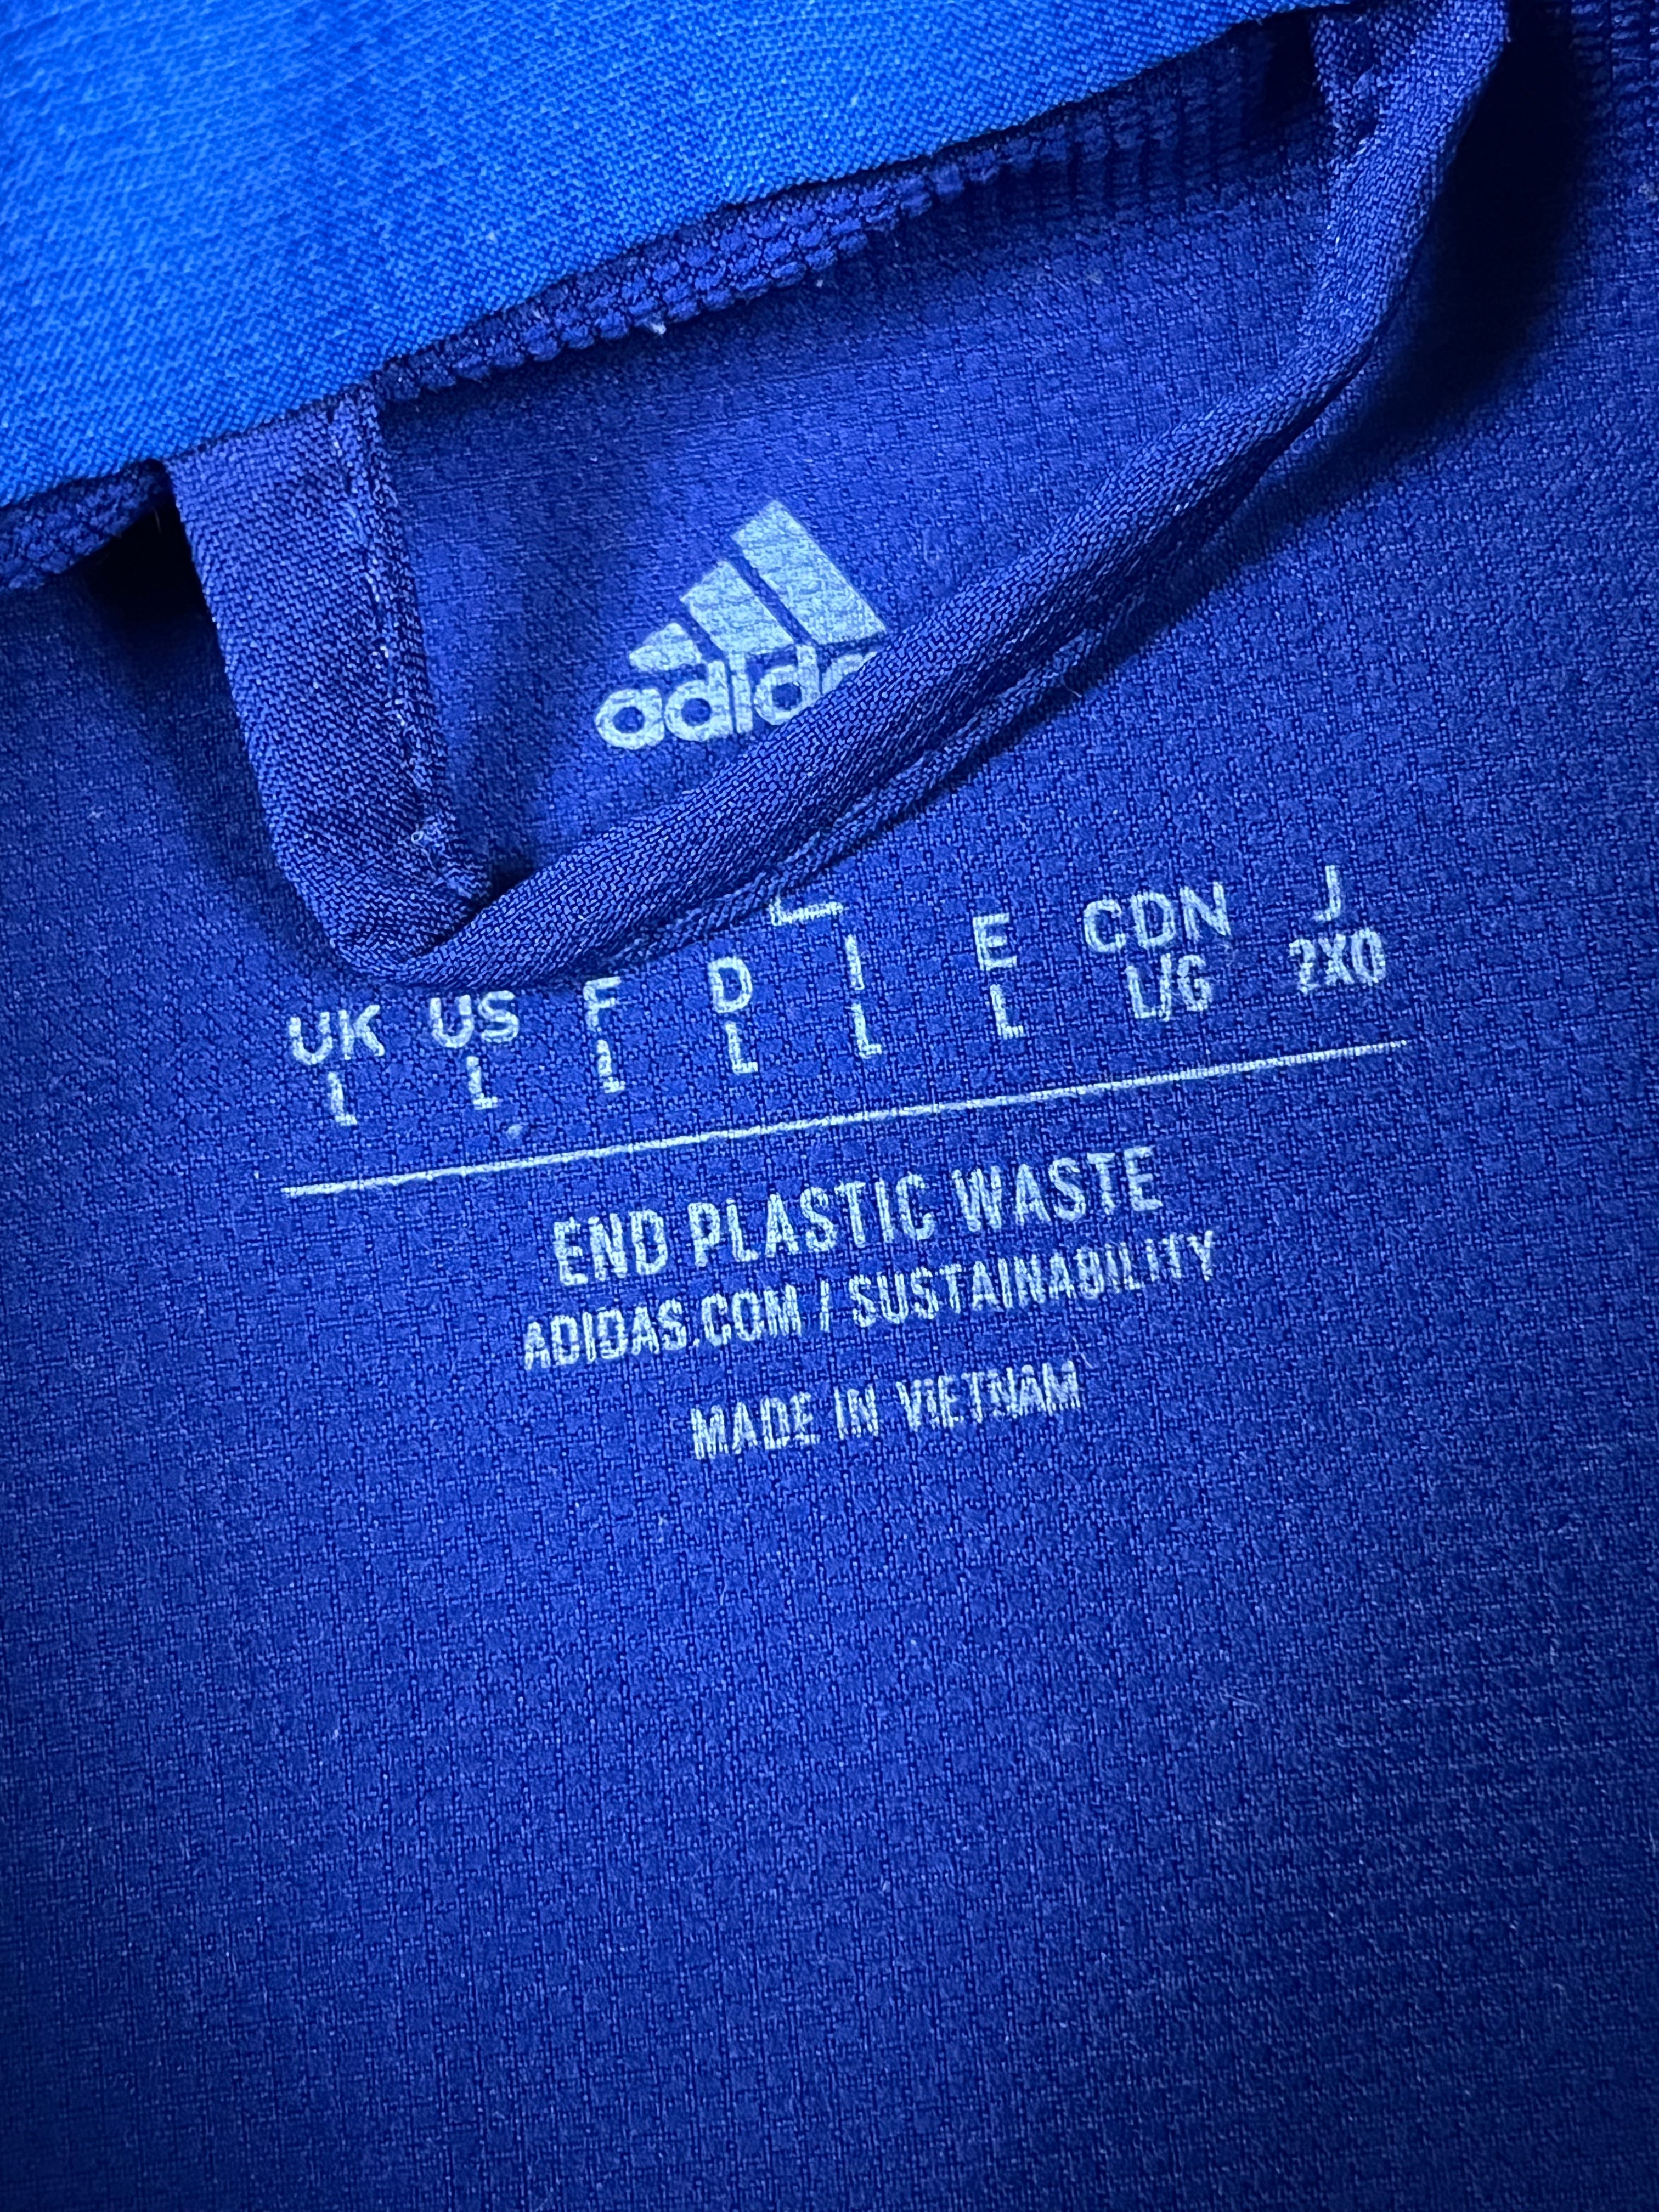 adidas
L
UK US F D I E CDN J
L L L L L L L/G 2XO
END PLASTIC WASTE
ADIDAS.COM / SUSTAINABILITY
MADE IN VIETNAM